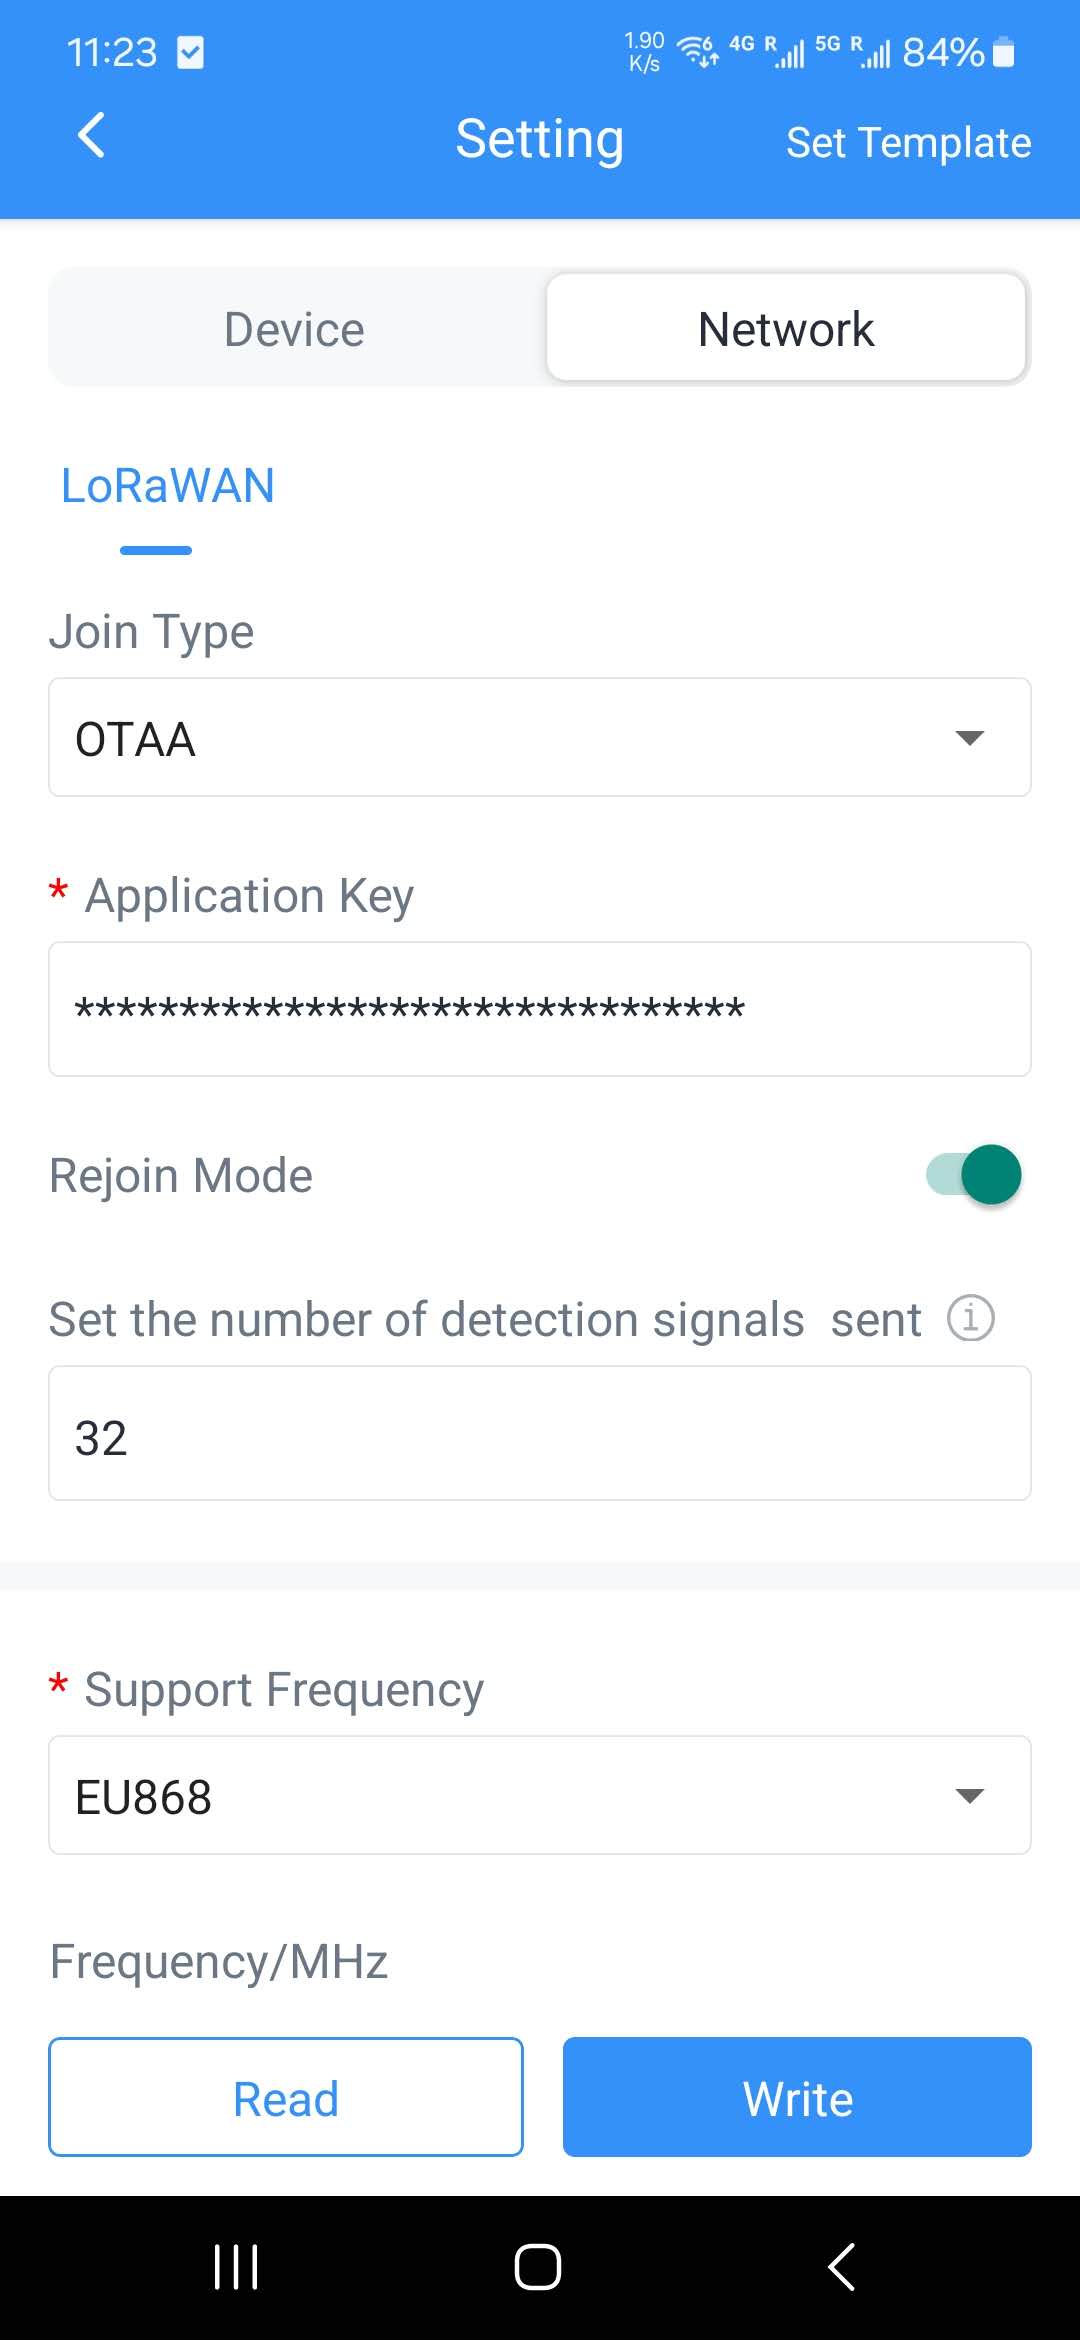 11:23
1.90 K/s 6 4G R 5G R 84%
Setting
Set Template
Device
Network
LoRaWAN
Join Type
OTAA
* Application Key
********************************
Rejoin Mode
Set the number of detection signals  sent i
32
* Support Frequency
EU868
Frequency/MHz
Read
Write